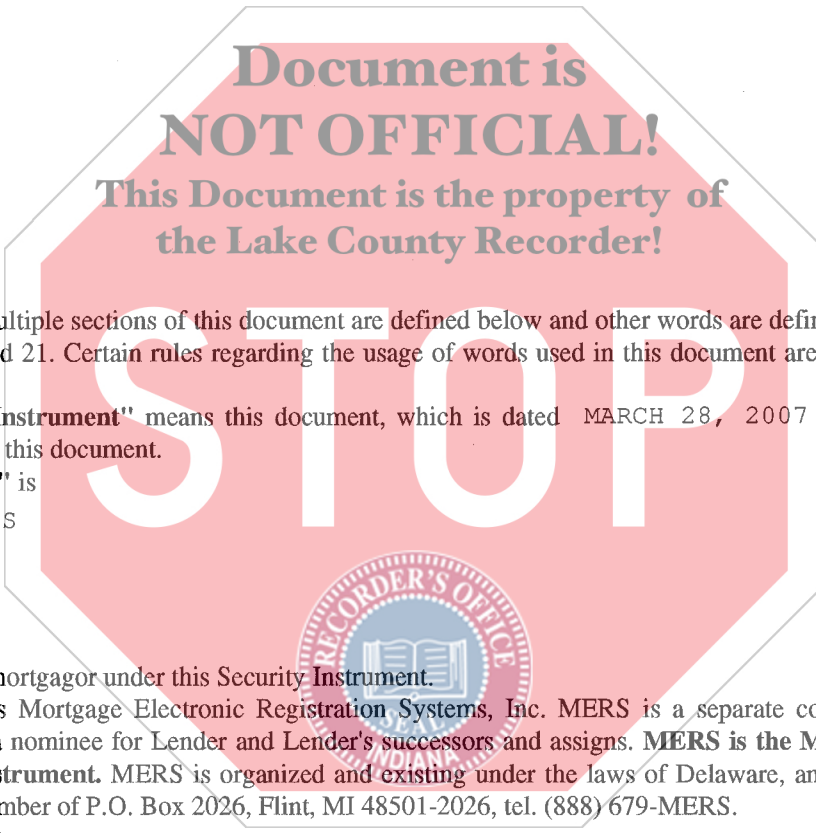 Document is
NOT OFFICIAL!
This Document is the property of
the Lake County Recorder!
ultiple sections of this document are defined below and other words are defin
d 21. Certain rules regarding the usage of words used in this document are
nstrument" means this document, which is dated MARCH 28, 2007
this document.
" is
S
STOP
RECORDER'S OFFICE
SEAL
INDIANA
nortgagor under this Security Instrument.
s Mortgage Electronic Registration Systems, Inc. MERS is a separate co
nominee for Lender and Lender's successors and assigns. MERS is the M
strument. MERS is organized and existing under the laws of Delaware, an
mber of P.O. Box 2026, Flint, MI 48501-2026, tel. (888) 679-MERS.